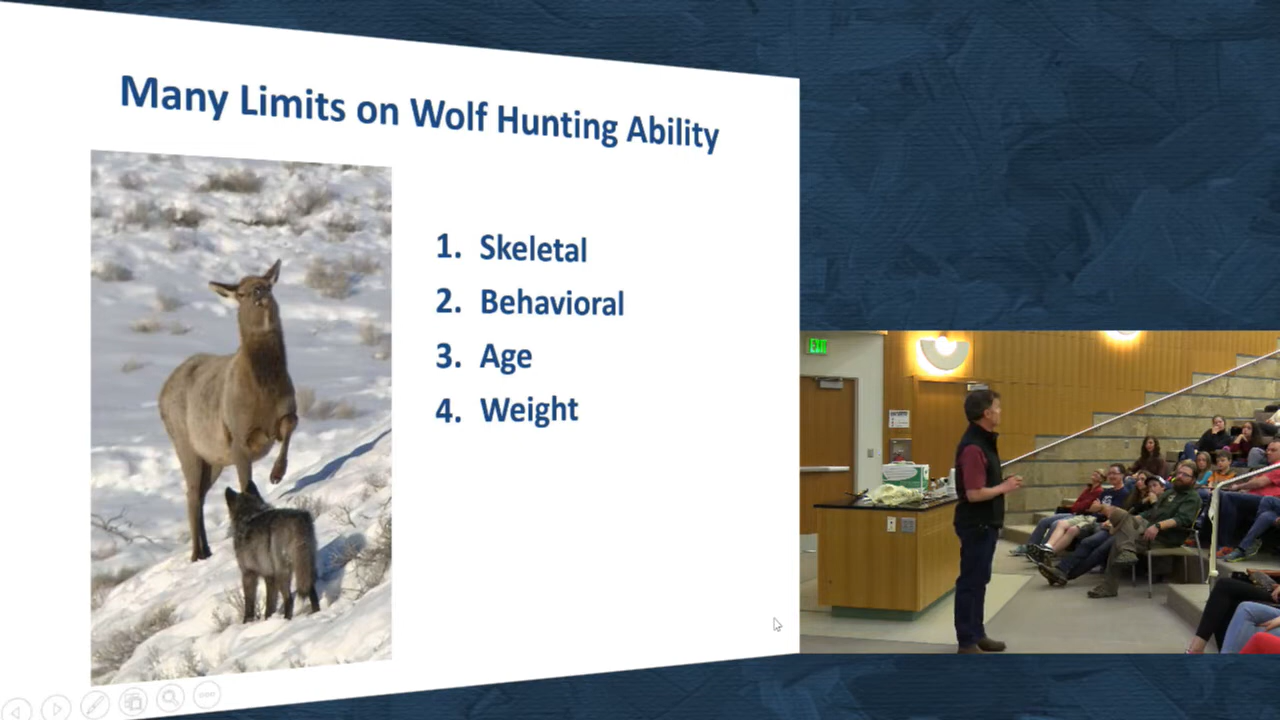 Many Limits on Wolf Hunting Ability
1. Skeletal
2. Behavioral
3. Age
4. Weight
EXIT